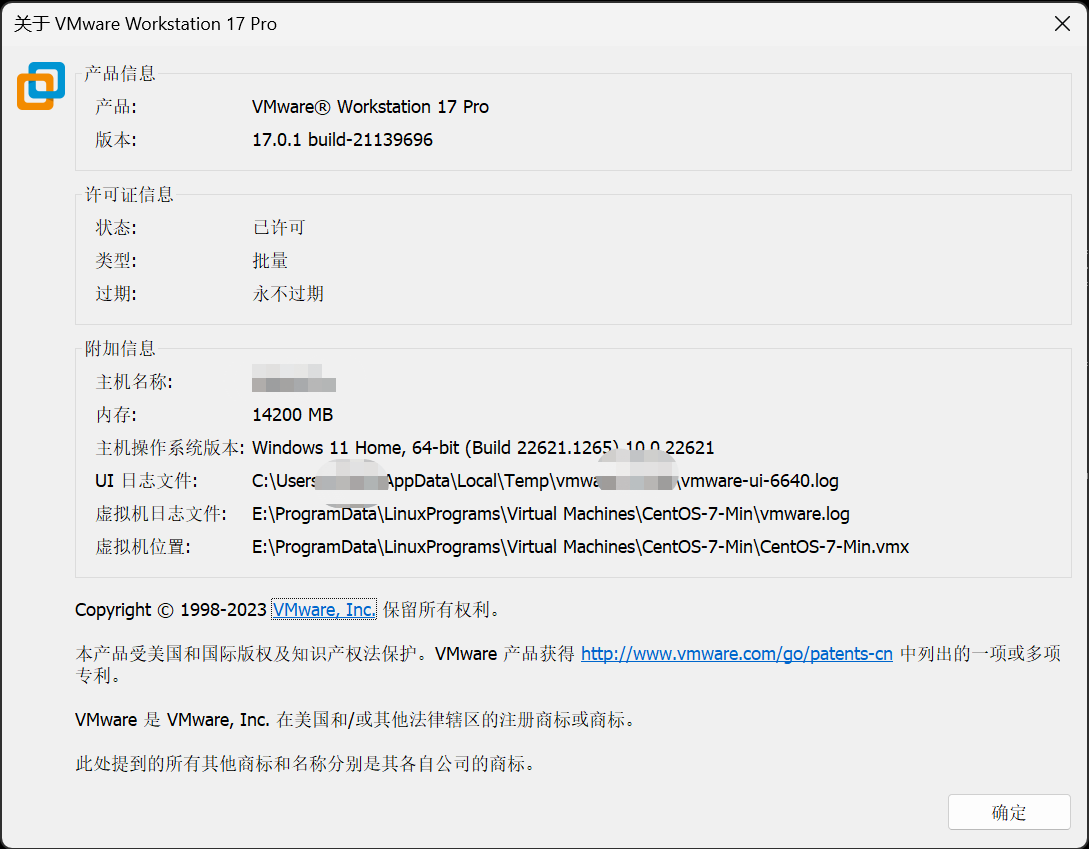 关于 VMware Workstation 17 Pro
产品信息
产品: VMware® Workstation 17 Pro
版本: 17.0.1 build-21139696
许可证信息
状态: 已许可
类型: 批量
过期: 永不过期
附加信息
主机名称:
内存: 14200 MB
主机操作系统版本: Windows 11 Home, 64-bit (Build 22621.1265) 10.0.22621
UI 日志文件: C:\Users AppData\Local\Temp\vmwa \vmware-ui-6640.log
虚拟机日志文件: E:\ProgramData\LinuxPrograms\Virtual Machines\CentOS-7-Min\vmware.log
虚拟机位置: E:\ProgramData\LinuxPrograms\Virtual Machines\CentOS-7-Min\CentOS-7-Min.vmx
Copyright © 1998-2023 VMware, Inc. 保留所有权利。
本产品受美国和国际版权及知识产权法保护。VMware 产品获得 http://www.vmware.com/go/patents-cn 中列出的一项或多项
专利。
VMware 是 VMware, Inc. 在美国和/或其他法律辖区的注册商标或商标。
此处提到的所有其他商标和名称分别是其各自公司的商标。
确定